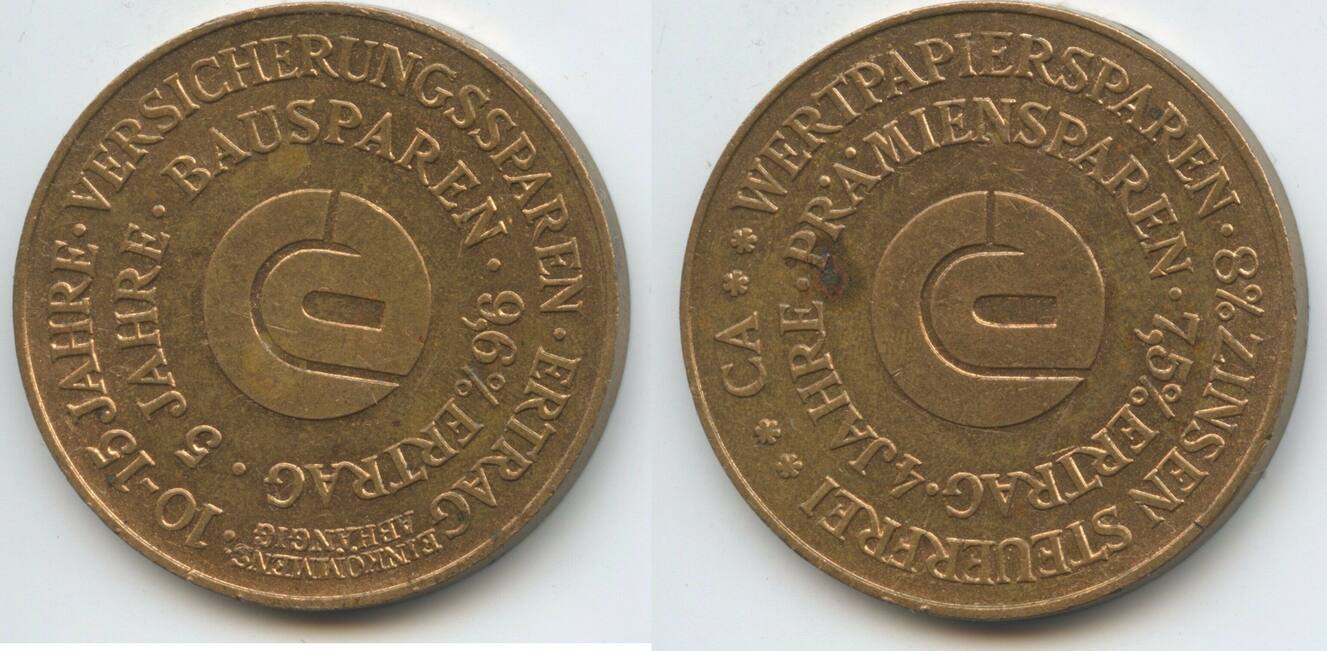 VERSICHERUNGSSPAREN · ERTRAG EINKOMMENS-ABHÄNGIG · 10-15 JAHRE ·
BAUSPAREN · 9,6% ERTRAG · 5 JAHRE ·
CA WERTPAPIERSPAREN · 8% ZINSEN STEUERFREI
PRÄMIENSPAREN · 7,5% ERTRAG · 4 JAHRE ·